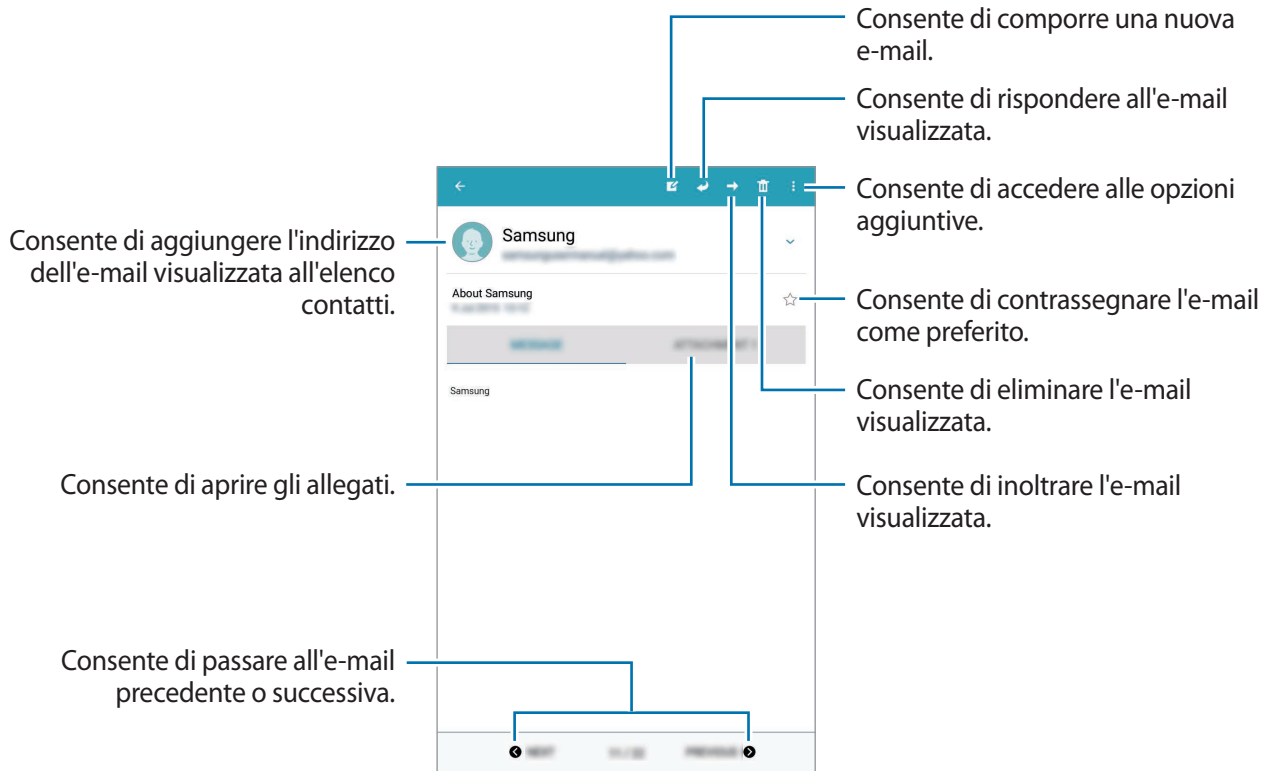 Consente di comporre una nuova
e-mail.
Consente di rispondere all'e-mail
visualizzata.
Consente di accedere alle opzioni
aggiuntive.
Consente di aggiungere l'indirizzo
dell'e-mail visualizzata all'elenco
contatti.
Samsung
About Samsung
Consente di contrassegnare l'e-mail
come preferito.
MESSAGE
Samsung
Consente di eliminare l'e-mail
visualizzata.
Consente di aprire gli allegati.
Consente di inoltrare l'e-mail
visualizzata.
Consente di passare all'e-mail
precedente o successiva.
NEXT
PREVIOUS